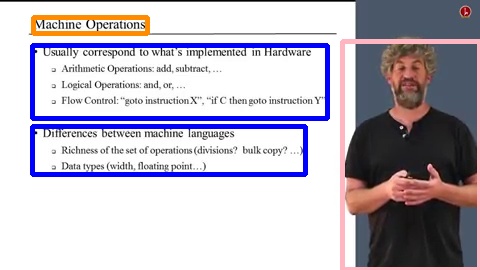 Machine Operations
• Usually correspond to what's implemented in Hardware
❑ Arithmetic Operations: add, subtract, …
❑ Logical Operations: and, or, …
❑ Flow Control: “goto instruction X”, “if C then goto instruction Y”
• Differences between machine languages
❑ Richness of the set of operations (divisions? bulk copy? …)
❑ Data types (width, floating point…)